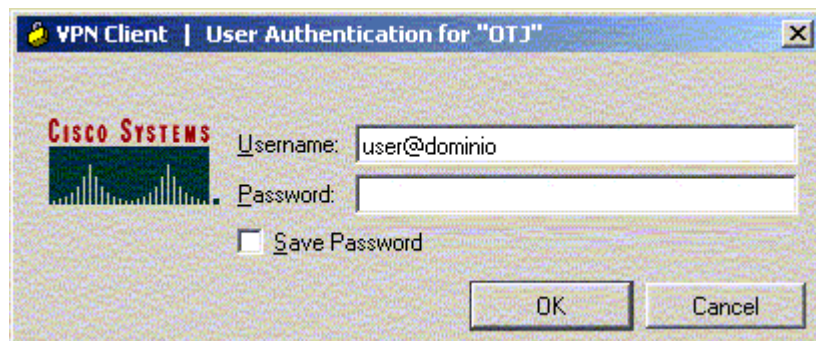 VPN Client | User Authentication for "OTJ"
CISCO SYSTEMS
Username: user@dominio
Password:
Save Password
OK Cancel